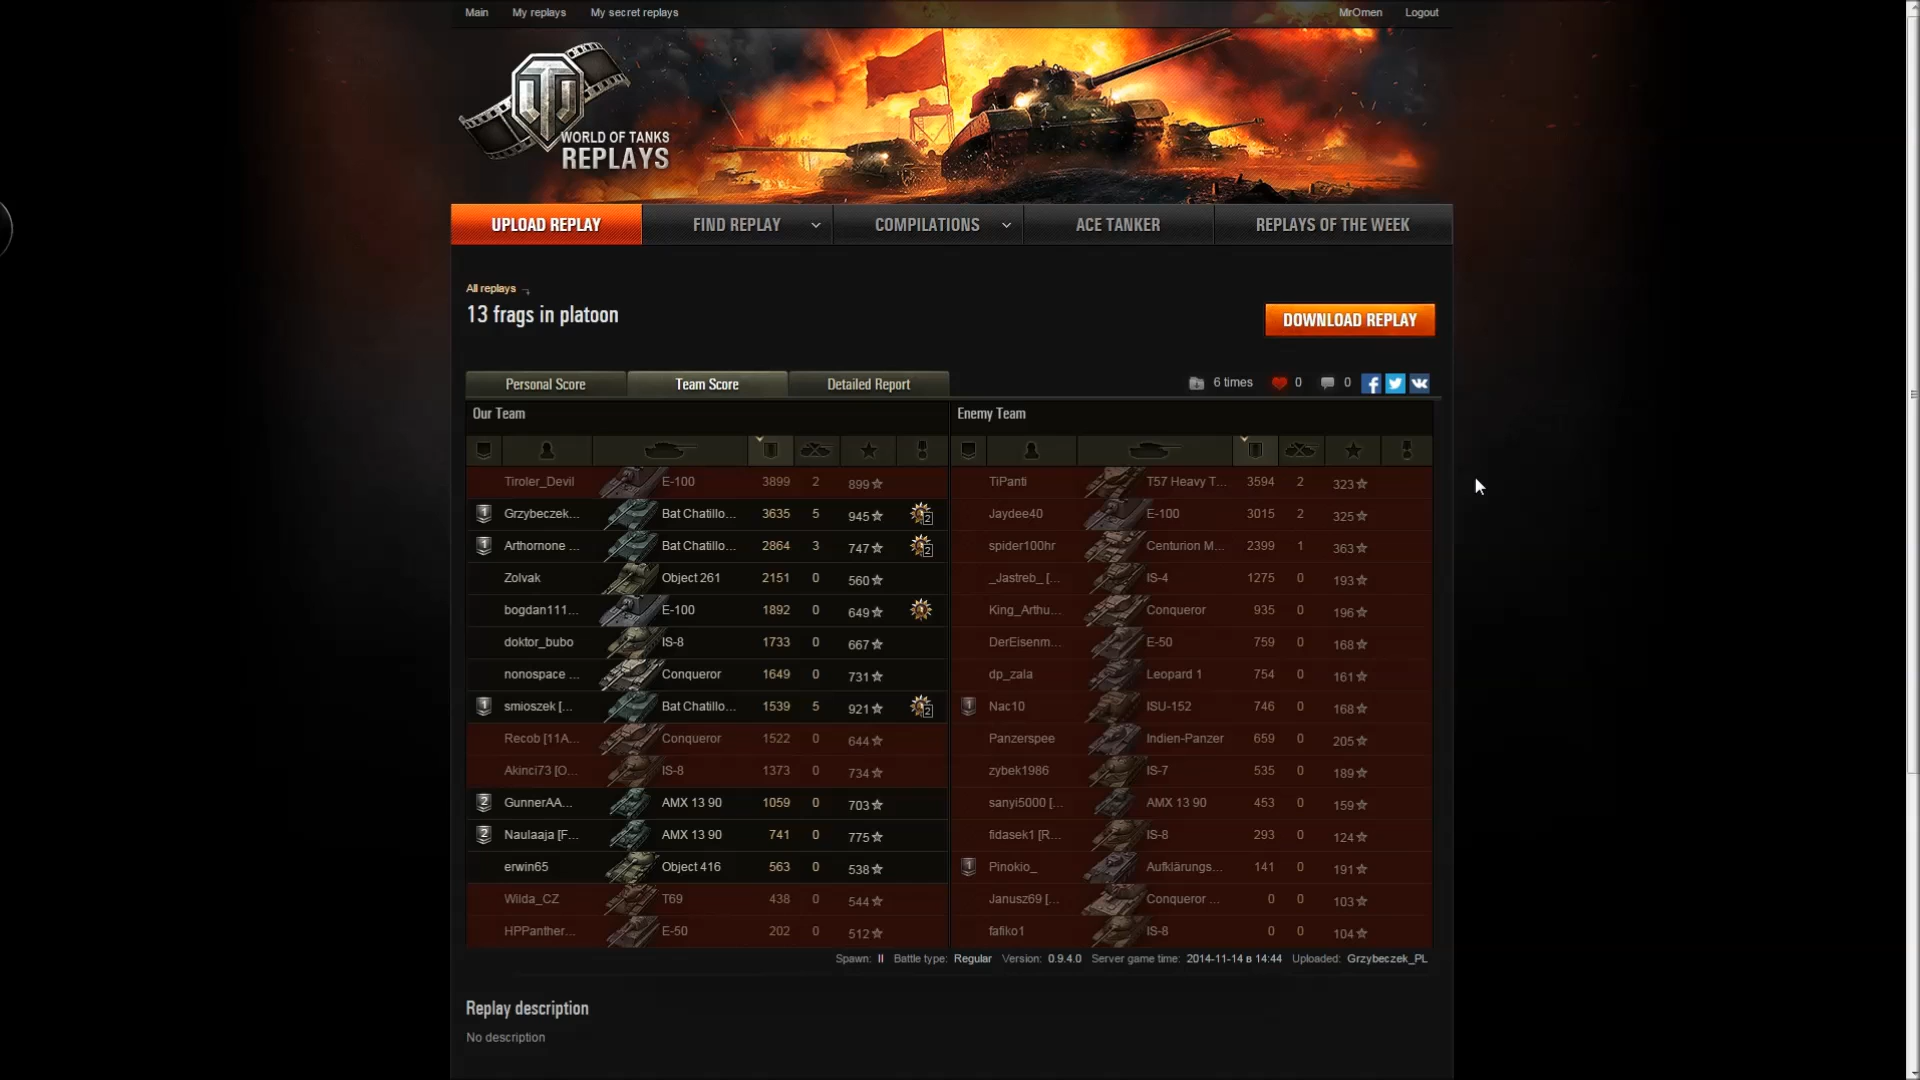 Main My replays My secret replays MrOmen Logout
WORLD OF TANKS
REPLAYS
UPLOAD REPLAY FIND REPLAY COMPILATIONS ACE TANKER REPLAYS OF THE WEEK
All replays
13 frags in platoon
DOWNLOAD REPLAY
Personal Score Team Score Detailed Report 6 times 0 0
Our Team Enemy Team
Tiroler_Devil E-100 3899 2 899 TiPanti T57 Heavy T... 3594 2 323
1 Grzybeczek... Bat Chatillo... 3635 5 945 2 Jaydee40 E-100 3015 2 325
1 Arthornone ... Bat Chatillo... 2864 3 747 2 spider100hr Centurion M... 2399 1 363
Zolvak Object 261 2151 0 560 _Jastreb_ [... IS-4 1275 0 193
bogdan111... E-100 1892 0 649 King_Arthu... Conqueror 935 0 196
doktor_bubo IS-8 1733 0 667 DerEisenm... E-50 759 0 168
nonospace ... Conqueror 1649 0 731 dp_zala Leopard 1 754 0 161
1 smioszek [... Bat Chatillo... 1539 5 921 2 1 Nac10 ISU-152 746 0 168
Recob [11A... Conqueror 1522 0 644 Panzerspee Indien-Panzer 659 0 205
Akinci73 [O... IS-8 1373 0 734 zybek1986 IS-7 535 0 189
2 GunnerAA... AMX 13 90 1059 0 703 sanyi5000 [... AMX 13 90 453 0 159
2 Naulaaja [F... AMX 13 90 741 0 775 fidasek1 [R... IS-8 293 0 124
erwin65 Object 416 563 0 538 1 Pinokio_ Aufklärungs... 141 0 191
Wilda_CZ T69 438 0 544 Janusz69 [... Conqueror ... 0 0 103
HPPanther... E-50 202 0 512 fafiko1 IS-8 0 0 104
Spawn: II Battle type: Regular Version: 0.9.4.0 Server game time: 2014-11-14 в 14:44 Uploaded: Grzybeczek_PL
Replay description
No description